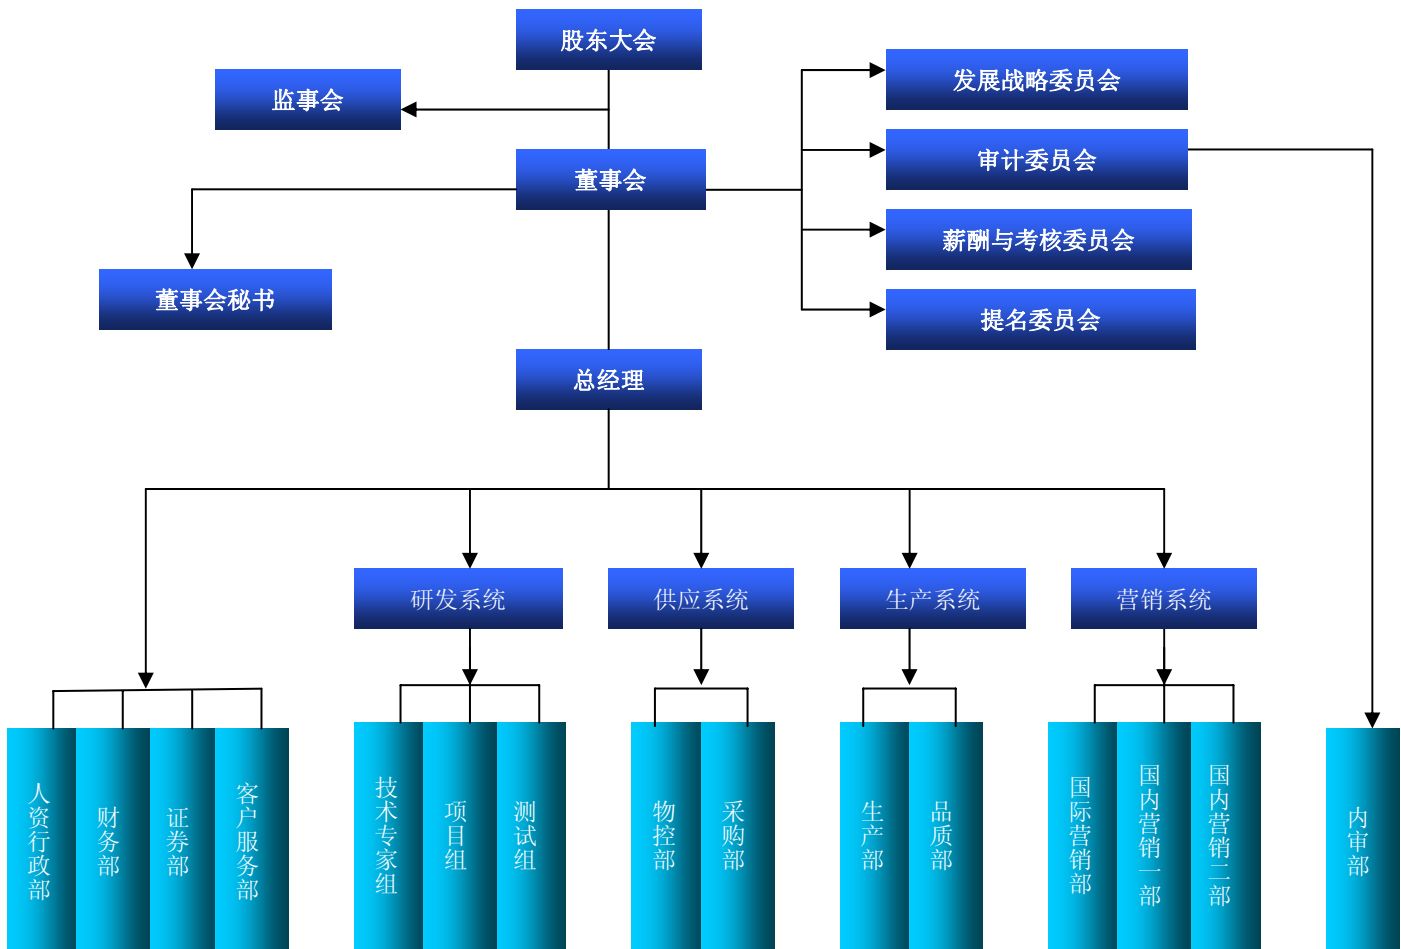 股东大会
监事会
发展战略委员会
审计委员会
董事会
薪酬与考核委员会
董事会秘书
提名委员会
总经理
研发系统
供应系统
生产系统
营销系统
人资行政部
财务部
证券部
客户服务部
技术专家组
项目组
测试组
物控部
采购部
生产部
品质部
国际营销部
国内营销一部
国内营销二部
内审部